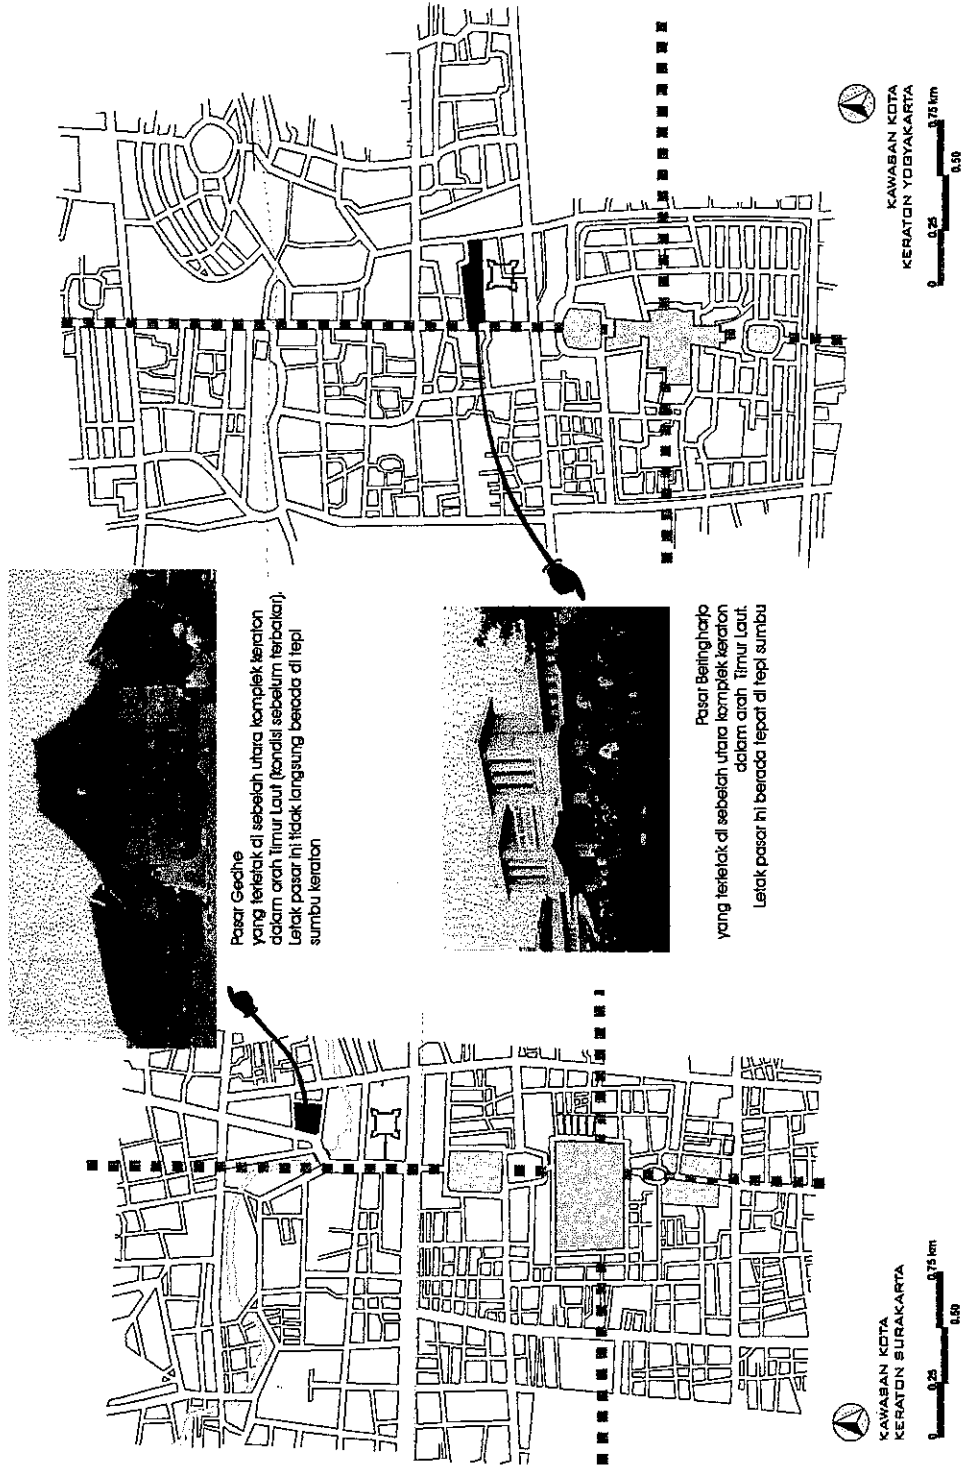 Pasar Gedhe
yang terletak di sebelah utara komplek keraton
dalam arah Timur Laut (kondisi sebelum terbakar).
Letak pasar ini tidak langsung berada di tepi
sumbu keraton
Pasar Beringharjo
yang terletak di sebelah utara komplek keraton
dalam arah Timur Laut.
Letak pasar ini berada tepat di tepi sumbu
KAWASAN KOTA
KERATON SURAKARTA
0 0.25 0.50 0.75 km
KAWASAN KOTA
KERATON YOGYAKARTA
0 0.25 0.50 0.75 km